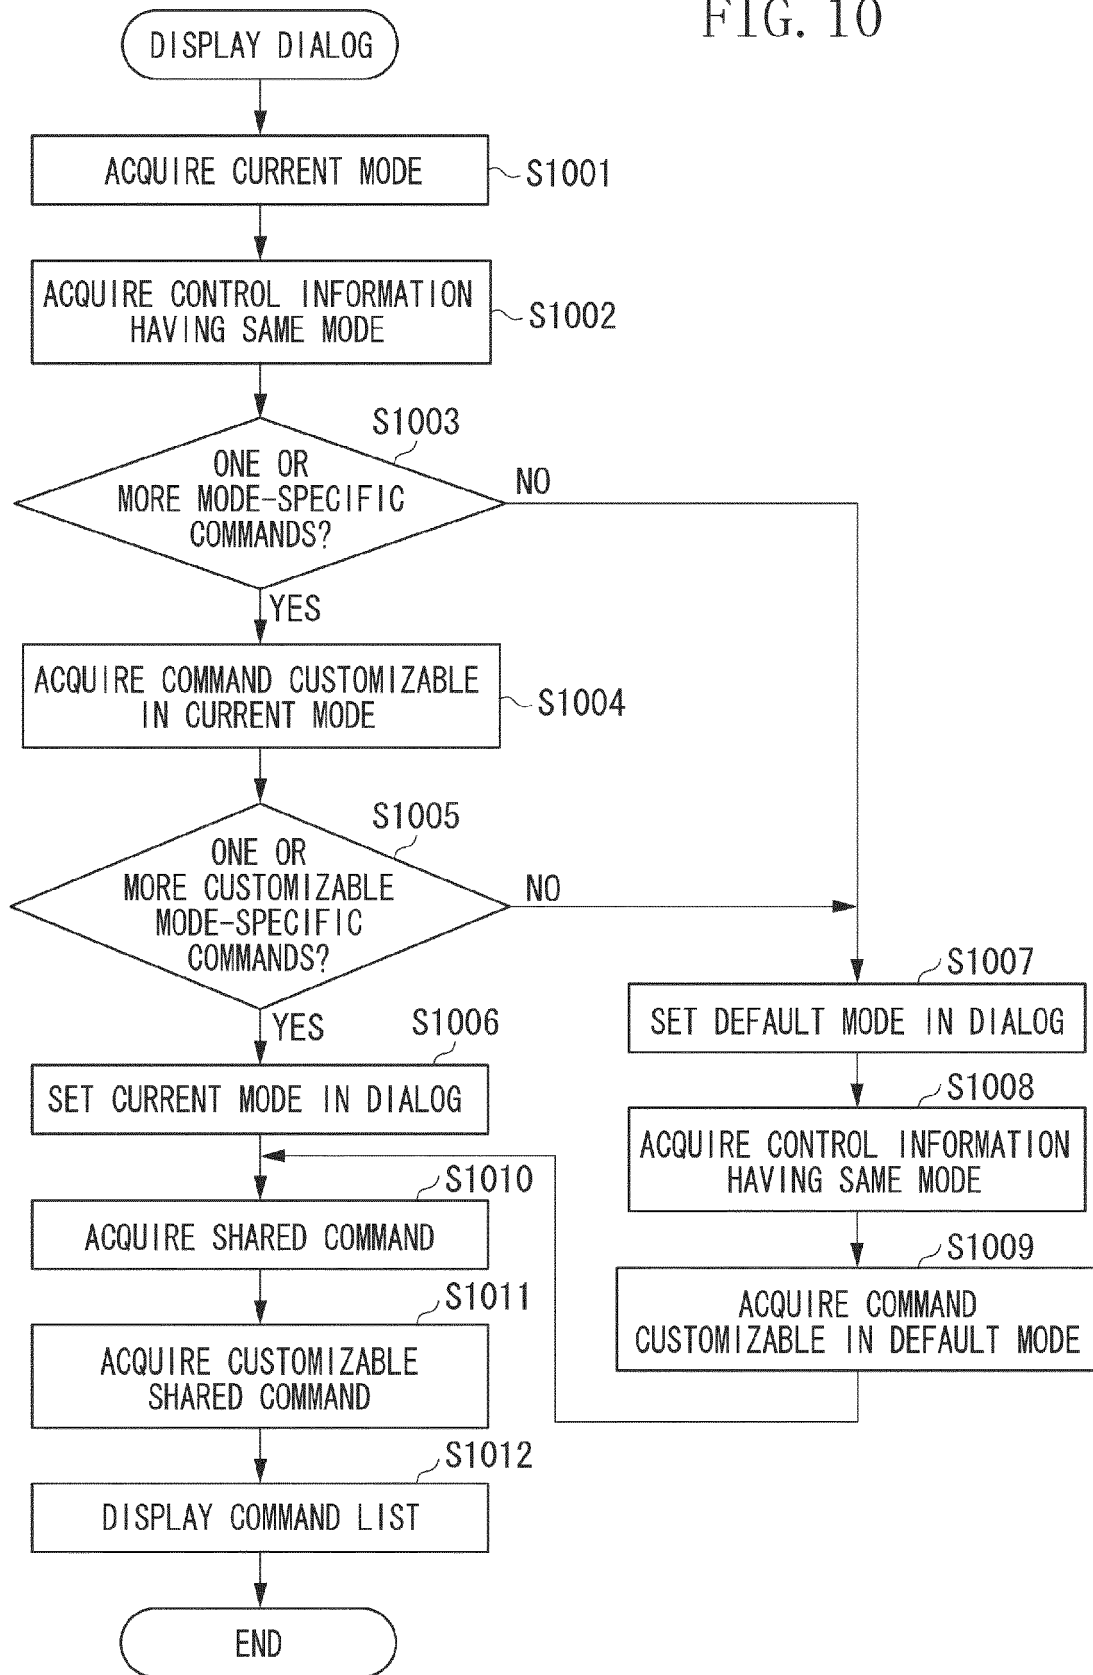 FIG. 10
DISPLAY DIALOG
ACQUIRE CURRENT MODE
S1001
ACQUIRE CONTROL INFORMATION
HAVING SAME MODE
S1002
S1003
ONE OR
MORE MODE-SPECIFIC
COMMANDS?
NO
YES
ACQUIRE COMMAND CUSTOMIZABLE
IN CURRENT MODE
S1004
S1005
ONE OR
MORE CUSTOMIZABLE
MODE-SPECIFIC
COMMANDS?
NO
YES
S1006
SET CURRENT MODE IN DIALOG
S1007
SET DEFAULT MODE IN DIALOG
S1008
ACQUIRE CONTROL INFORMATION
HAVING SAME MODE
S1009
ACQUIRE COMMAND
CUSTOMIZABLE IN DEFAULT MODE
S1010
ACQUIRE SHARED COMMAND
S1011
ACQUIRE CUSTOMIZABLE
SHARED COMMAND
S1012
DISPLAY COMMAND LIST
END